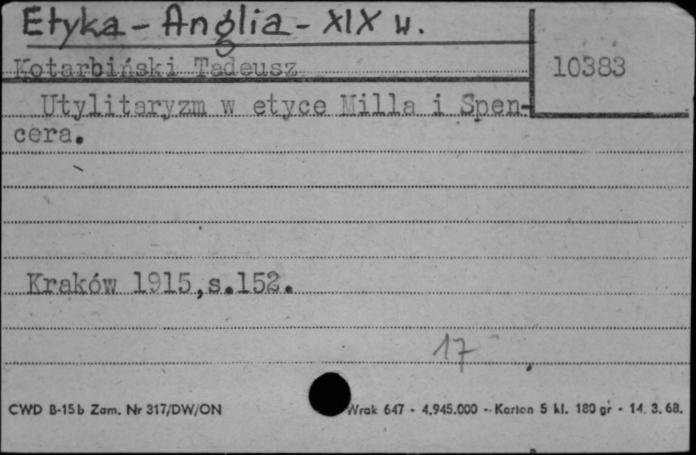 Etyka - Anglia - XIX w.
Kotarbiński Tadeusz
10383
Utylitaryzm w etyce Milla i Spen-
cera.
Kraków 1915,s.152.
17
CWD B-15b Zam. Nr 317/DW/ON
Wrak 647 - 4.945.000 - Karton 5 kl. 180 gr - 14. 3. 68.